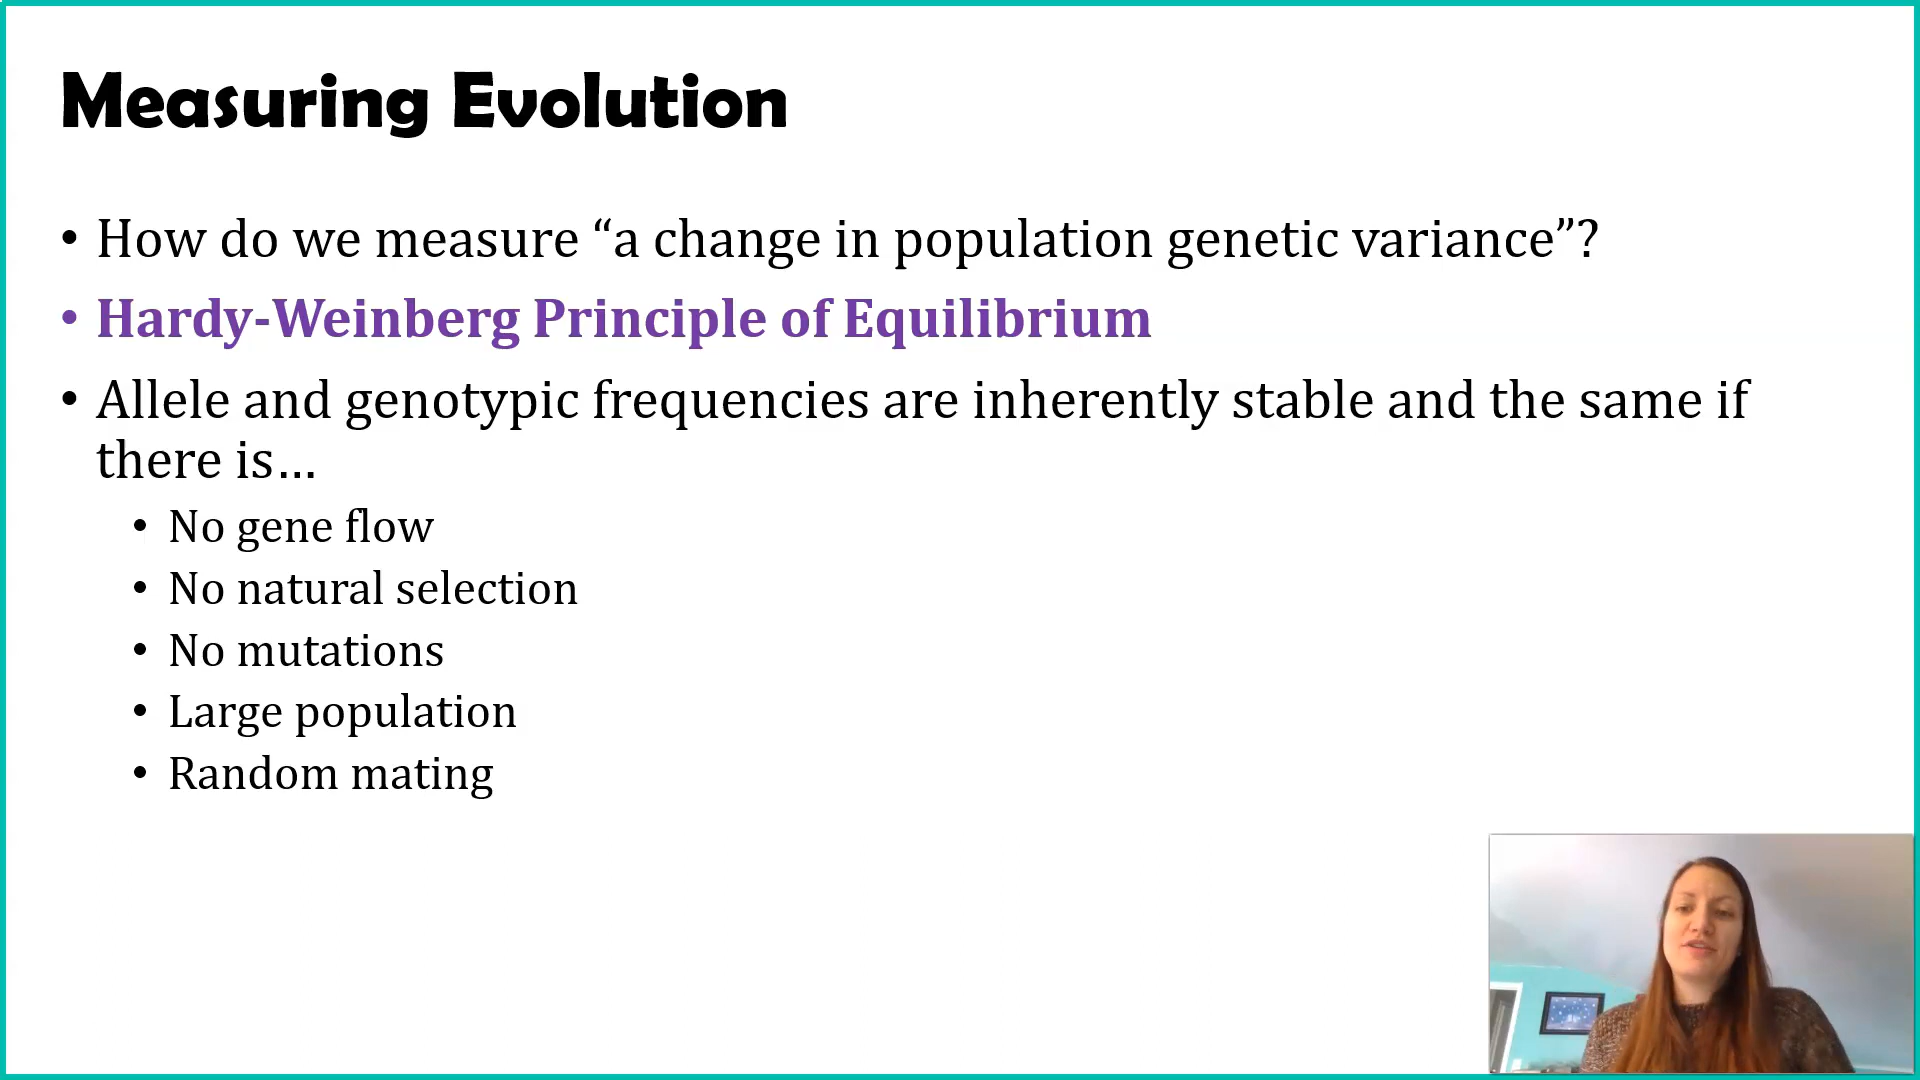 Measuring Evolution
• How do we measure “a change in population genetic variance”?
• Hardy-Weinberg Principle of Equilibrium
• Allele and genotypic frequencies are inherently stable and the same if
there is…
• No gene flow
• No natural selection
• No mutations
• Large population
• Random mating